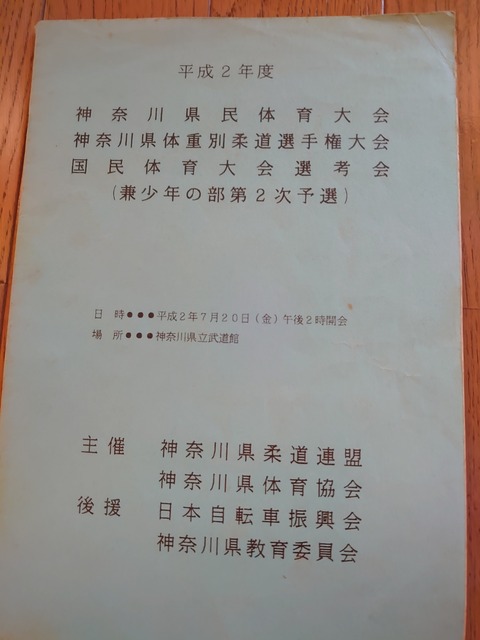 平成２年度
神奈川県民体育大会
神奈川県体重別柔道選手権大会
国民体育大会選考会
(兼少年の部第２次予選)
日　時●●●平成２年７月２０日(金)午後２時開会
場　所●●●神奈川県立武道館
主催　神奈川県柔道連盟
神奈川県体育協会
後援　日本自転車振興会
神奈川県教育委員会